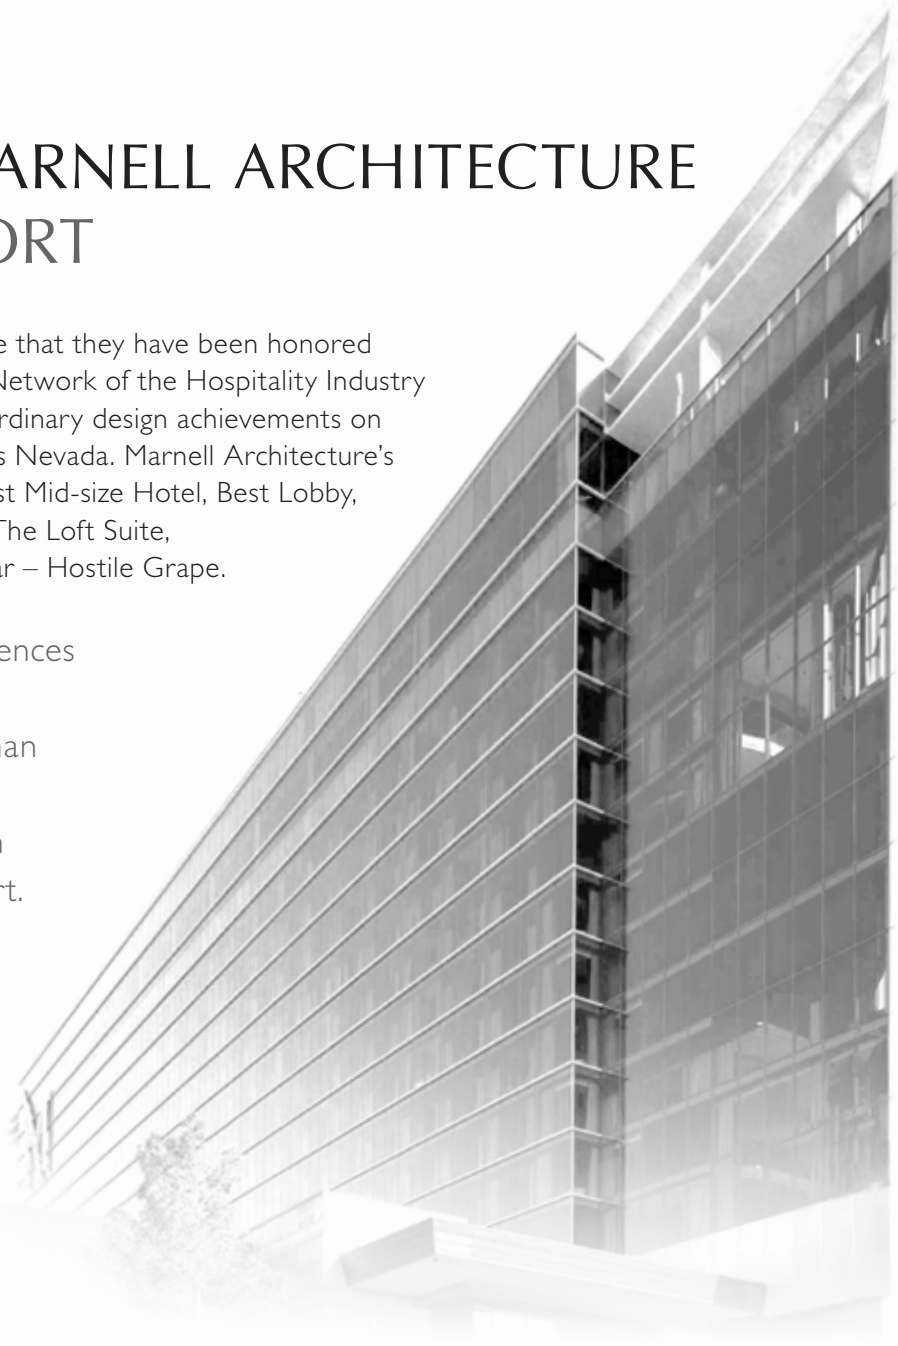 ARNELL ARCHITECTURE
ORT
e that they have been honored
Network of the Hospitality Industry
rdinary design achievements on
s Nevada. Marnell Architecture’s
st Mid-size Hotel, Best Lobby,
The Loft Suite,
ar – Hostile Grape.
ences
nan
n
rt.